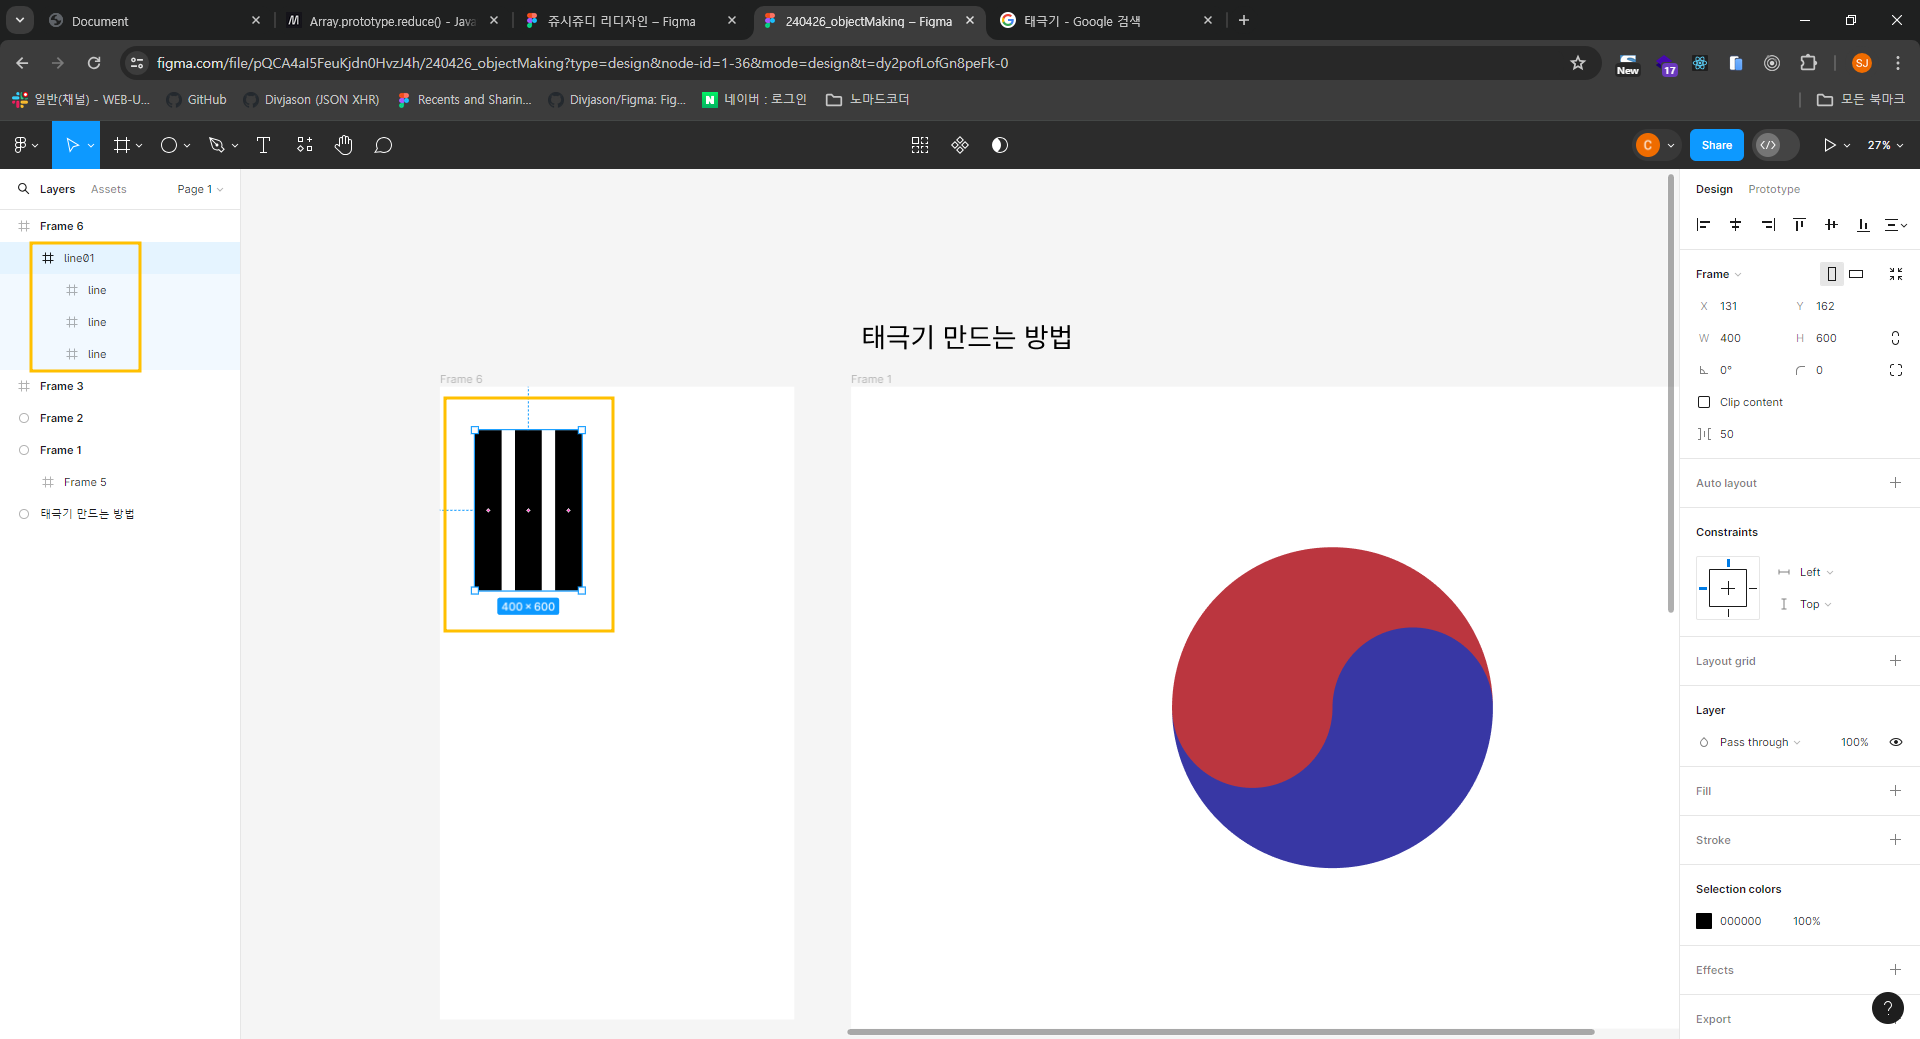 Document
Array.prototype.reduce() - Java
쥬시쥬디 리디자인 – Figma
240426_objectMaking – Figma
태극기 - Google 검색
figma.com/file/pQCA4aI5FeuKjdn0HvzJ4h/240426_objectMaking?type=design&node-id=1-36&mode=design&t=dy2pofLofGn8peFk-0
New
17
SJ
일반(채널) - WEB-U...
GitHub
Divjason (JSON XHR)
Recents and Sharin...
Divjason/Figma: Fig...
N 네이버 : 로그인
노마드코더
모든 북마크
C
Share
27%
Layers
Assets
Page 1
Frame 6
line01
line
line
line
Frame 3
Frame 2
Frame 1
Frame 5
태극기 만드는 방법
태극기 만드는 방법
Frame 6
Frame 1
400 × 600
Design
Prototype
Frame
X 131
Y 162
W 400
H 600
0°
0
Clip content
50
Auto layout
Constraints
Left
Top
Layout grid
Layer
Pass through
100%
Fill
Stroke
Selection colors
000000
100%
Effects
Export
?